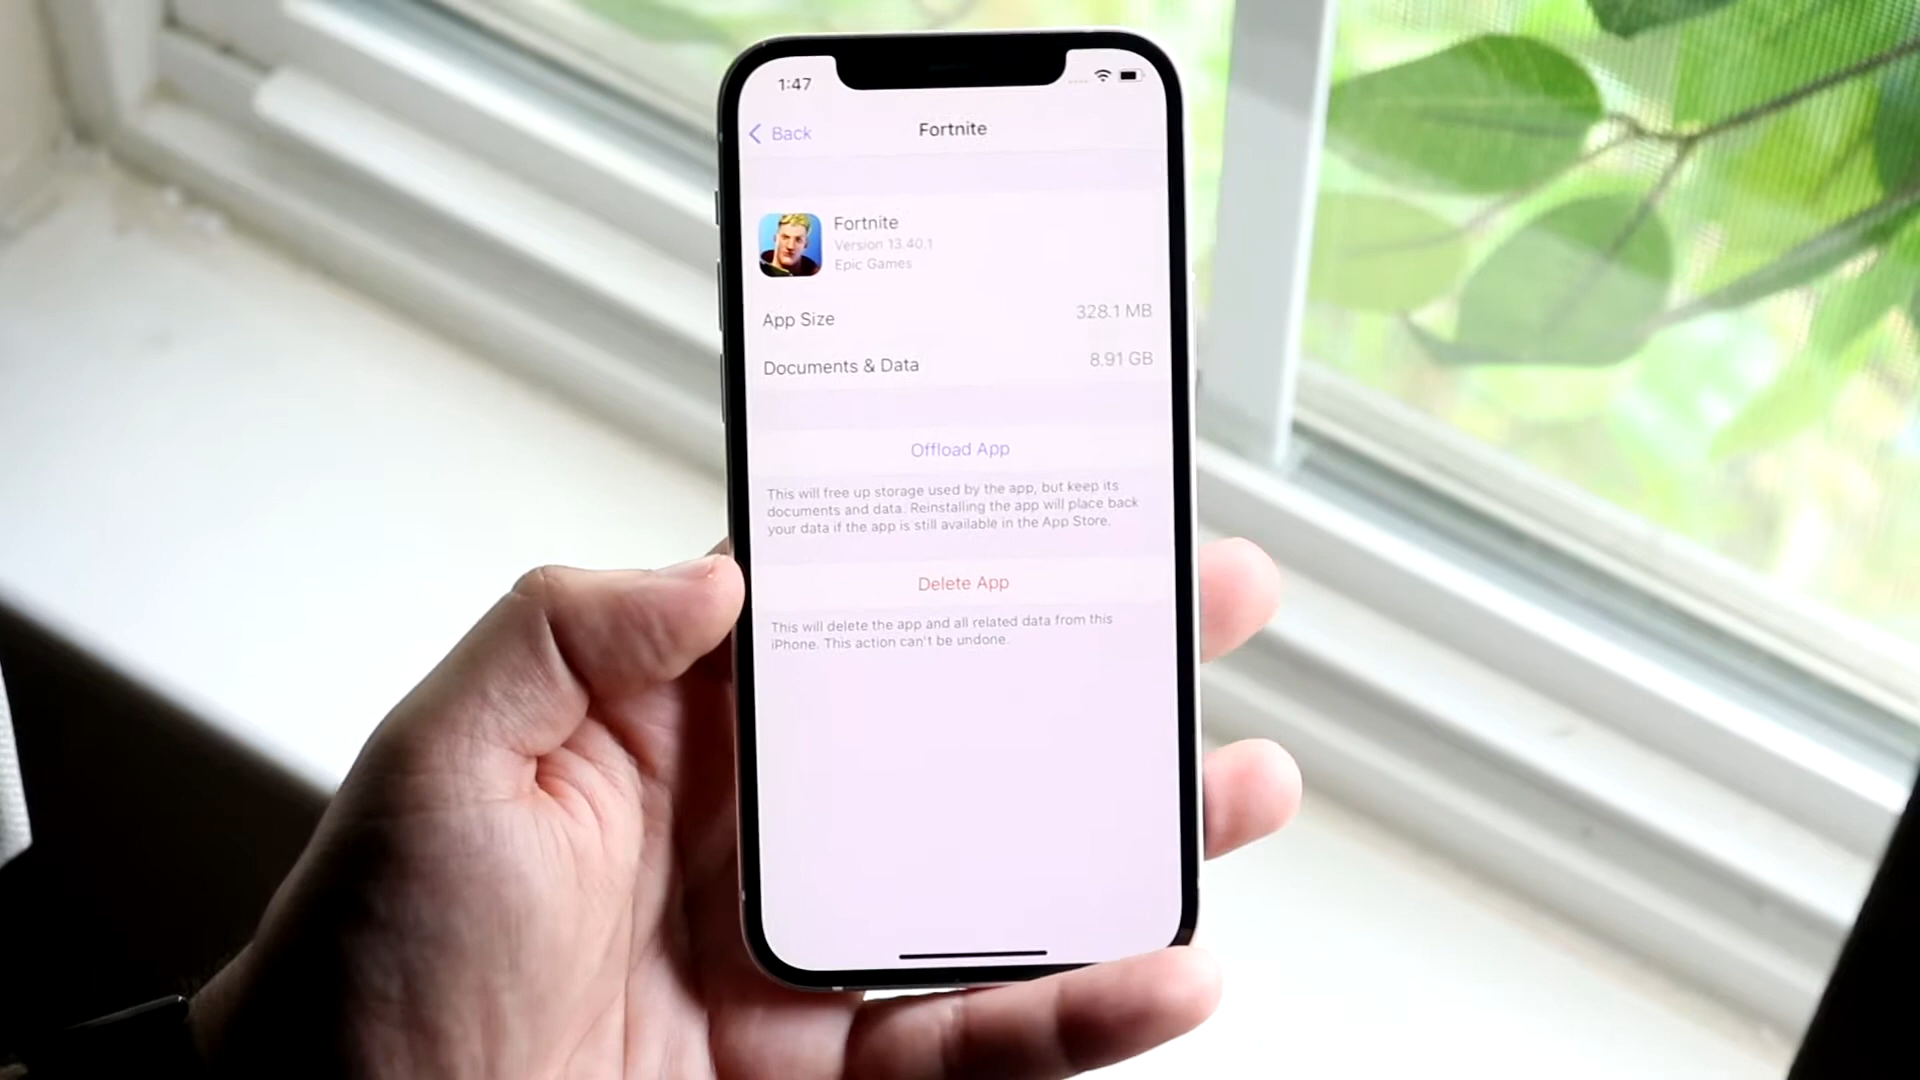 1:47
Back
Fortnite
Fortnite
Version 13.40.1
Epic Games
App Size
328.1 MB
Documents & Data
8.91 GB
Offload App
This will free up storage used by the app, but keep its
documents and data. Reinstalling the app will place back
your data if the app is still available in the App Store.
Delete App
This will delete the app and all related data from this
iPhone. This action can't be undone.